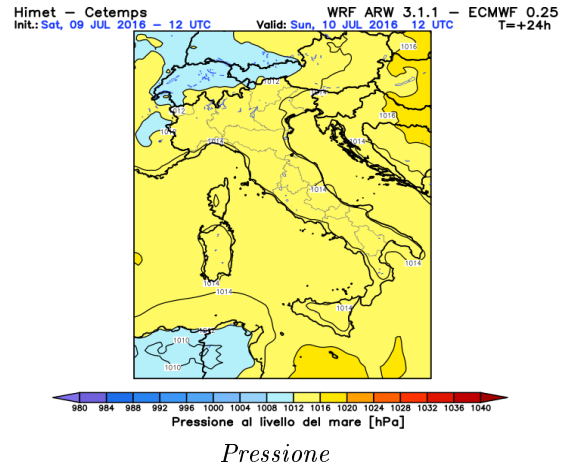 Himet – Cetemps WRF ARW 3.1.1 – ECMWF 0.25
Init.: Sat, 09 JUL 2016 – 12 UTC Valid: Sun, 10 JUL 2016 12 UTC T=+24h
1016
1012
1012
1016
1014
1014
1014
1014
1014
1014
1014
1010
1010
980 984 988 992 996 1000 1004 1008 1012 1016 1020 1024 1028 1032 1036 1040
Pressione al livello del mare [hPa]
Pressione